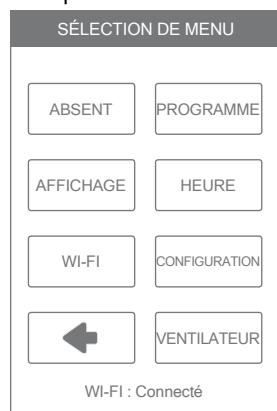 SÉLECTION DE MENU
ABSENT
PROGRAMME
AFFICHAGE
HEURE
WI-FI
CONFIGURATION
VENTILATEUR
WI-FI : Connecté